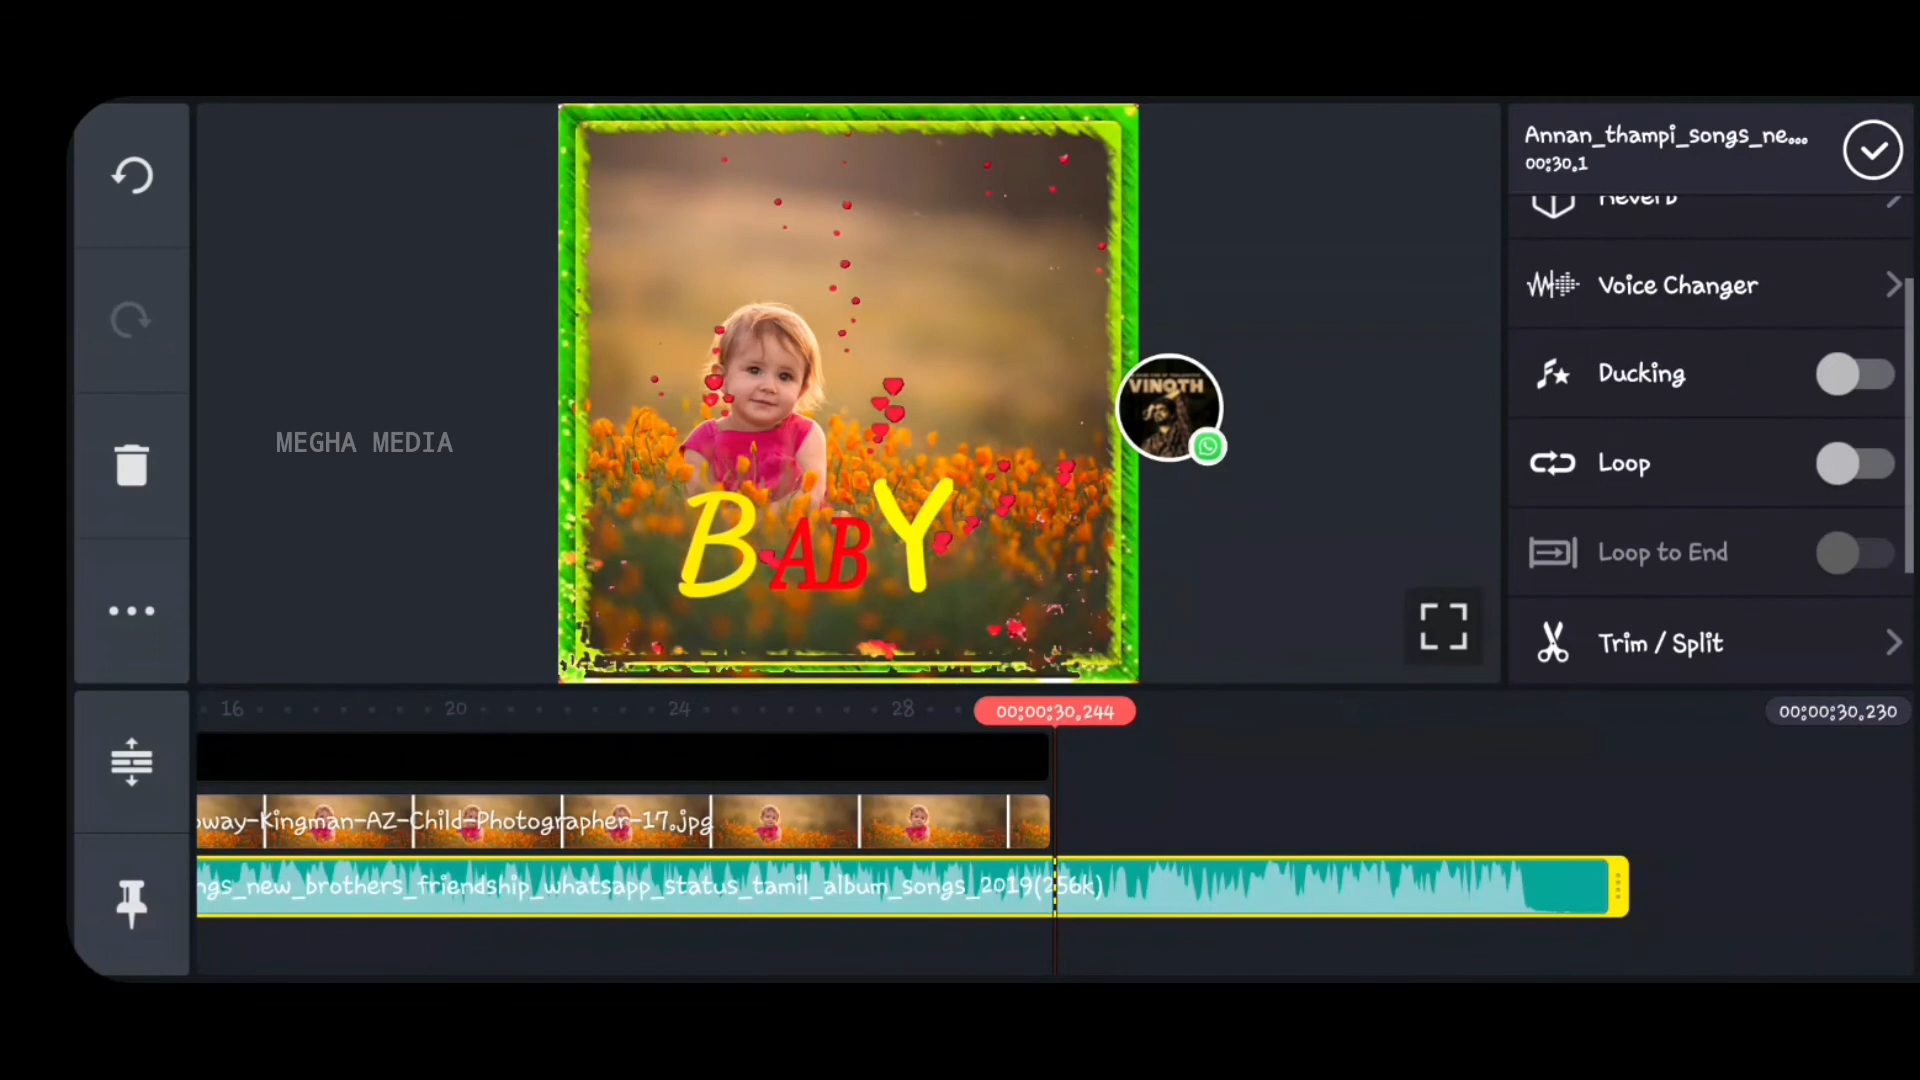 Annan_thampi_songs_ne...
00:30.1
Reverb
Voice Changer
Ducking
Loop
Loop to End
Trim / Split
MEGHA MEDIA
VINOTH
BABY
16 20 24 28
00:00:30.244
00:00:30.230
way-Kingman-AZ-Child-Photographer-17.jpg
ngs_new_brothers_friendship_whatsapp_status_tamil_album_songs_2019(256k)